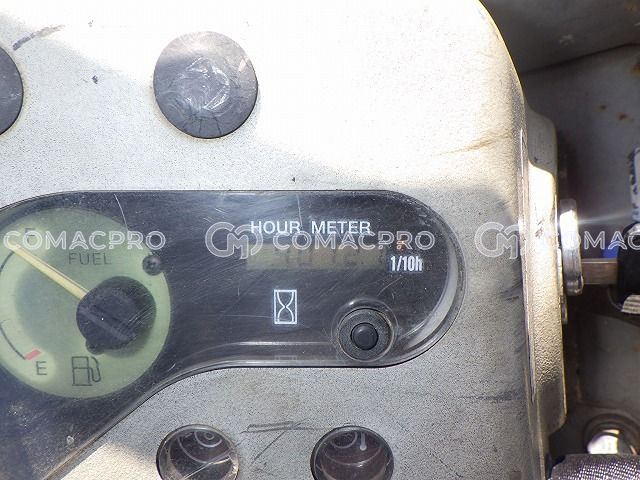 HOUR METER
1/10h
F
FUEL
E
COMACPRO
COMACPRO
COMACPRO